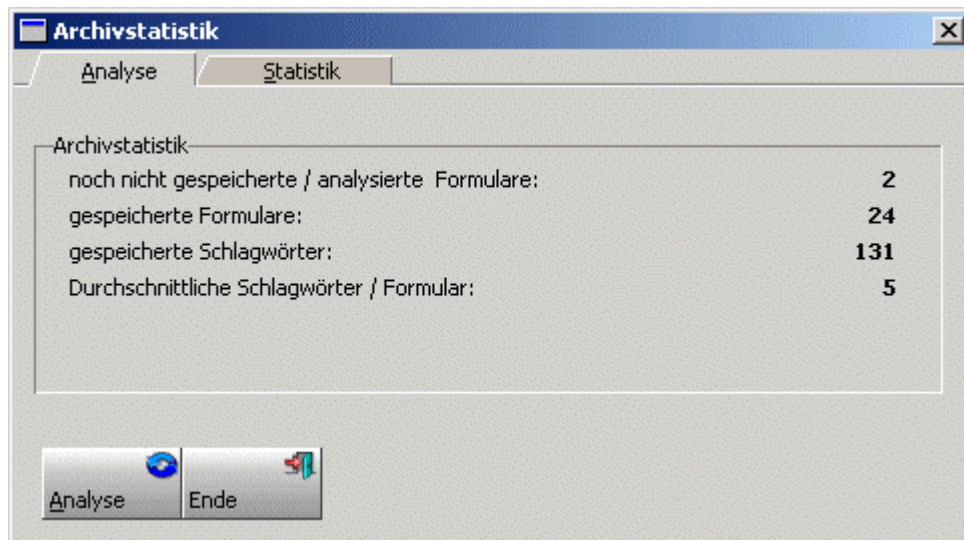 Archivstatistik
Analyse Statistik
Archivstatistik
noch nicht gespeicherte / analysierte Formulare: 2
gespeicherte Formulare: 24
gespeicherte Schlagwörter: 131
Durchschnittliche Schlagwörter / Formular: 5
Analyse Ende